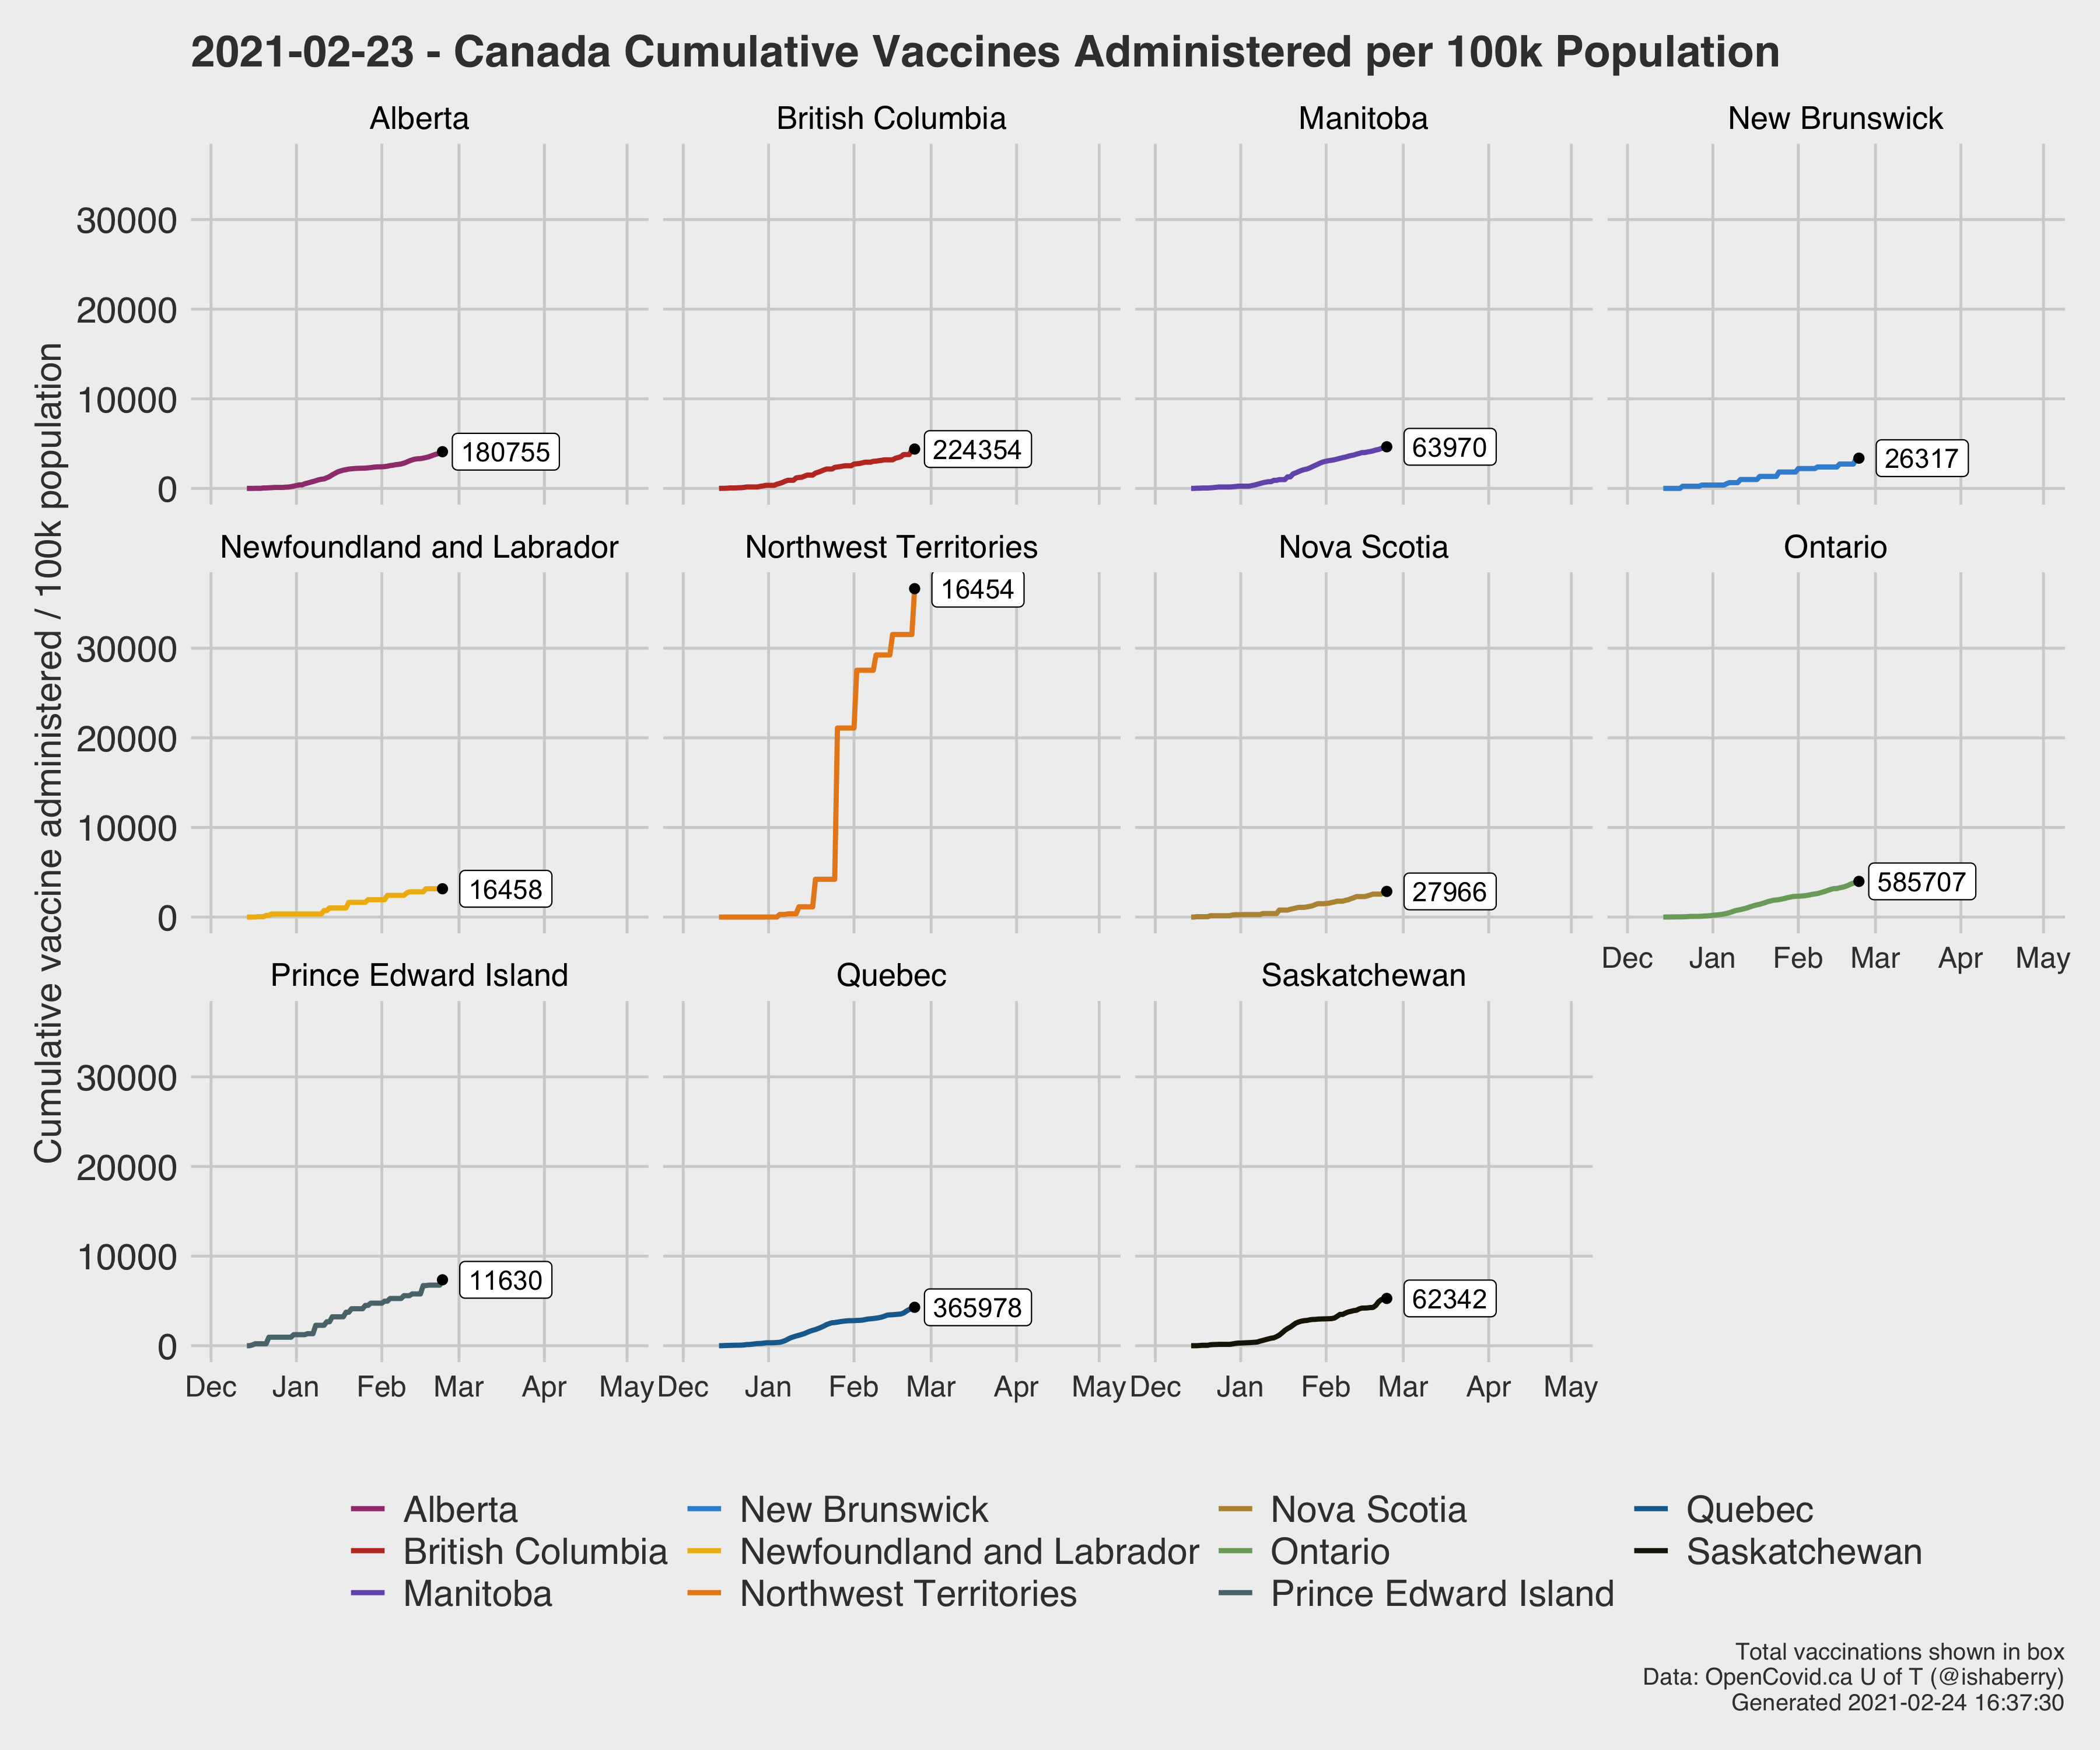 2021-02-23 - Canada Cumulative Vaccines Administered per 100k Population
Cumulative vaccine administered / 100k population
Alberta
British Columbia
Manitoba
New Brunswick
30000
20000
10000
0
180755
224354
63970
26317
Newfoundland and Labrador
Northwest Territories
Nova Scotia
Ontario
30000
20000
10000
0
16458
16454
27966
585707
Dec Jan Feb Mar Apr May
Prince Edward Island
Quebec
Saskatchewan
30000
20000
10000
0
11630
365978
62342
Dec Jan Feb Mar Apr May
Dec Jan Feb Mar Apr May
Dec Jan Feb Mar Apr May
Alberta
British Columbia
Manitoba
New Brunswick
Newfoundland and Labrador
Northwest Territories
Nova Scotia
Ontario
Prince Edward Island
Quebec
Saskatchewan
Total vaccinations shown in box
Data: OpenCovid.ca U of T (@ishaberry)
Generated 2021-02-24 16:37:30